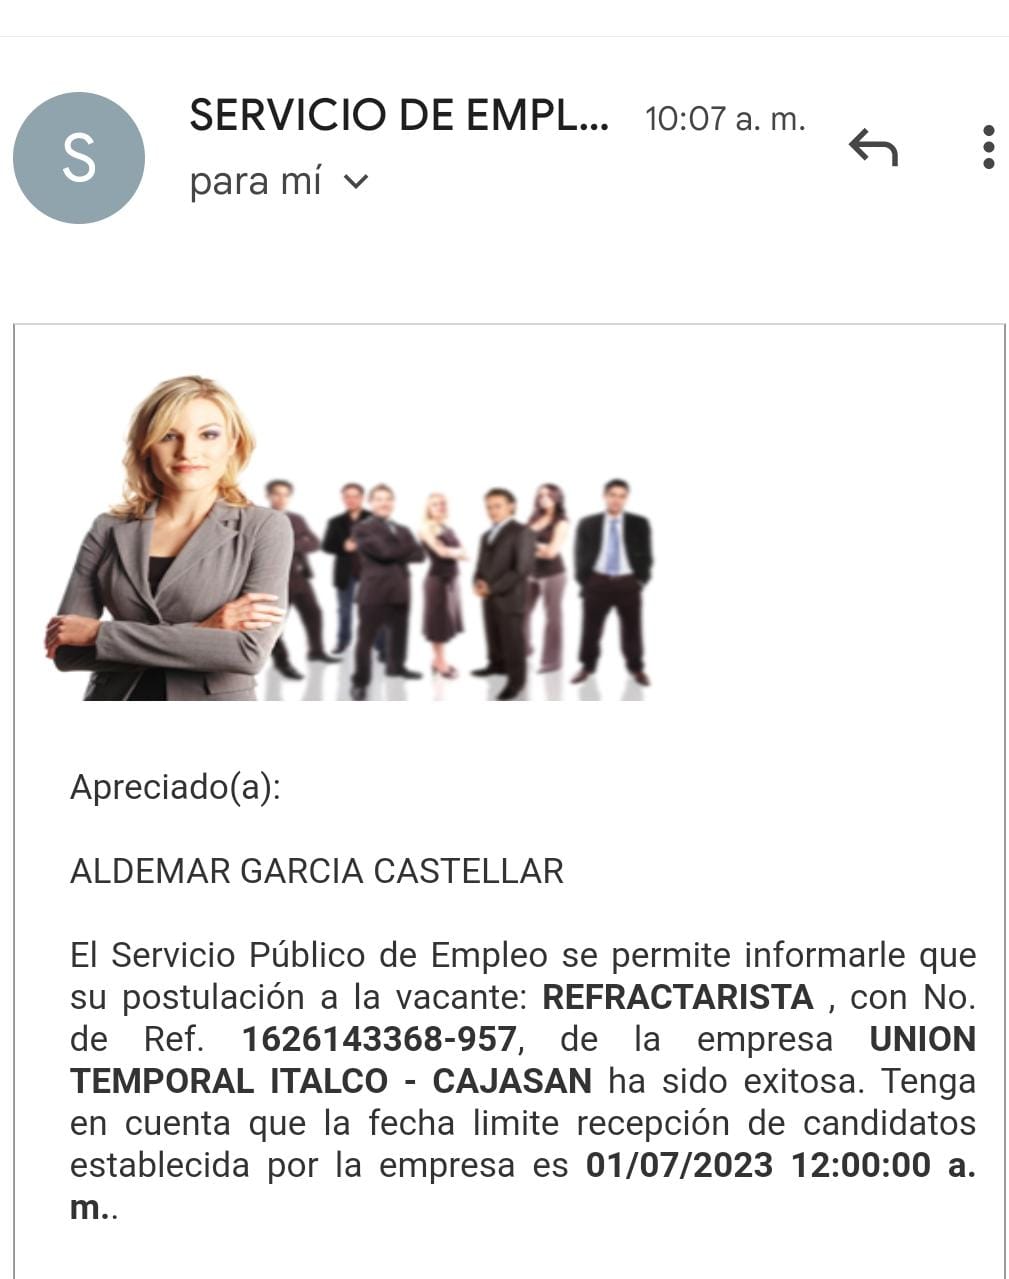 S
SERVICIO DE EMPL... 10:07 a. m.
para mí
Apreciado(a):
ALDEMAR GARCIA CASTELLAR
El Servicio Público de Empleo se permite informarle que
su postulación a la vacante: REFRACTARISTA , con No.
de Ref. 1626143368-957, de la empresa UNION
TEMPORAL ITALCO - CAJASAN ha sido exitosa. Tenga
en cuenta que la fecha limite recepción de candidatos
establecida por la empresa es 01/07/2023 12:00:00 a.
m..